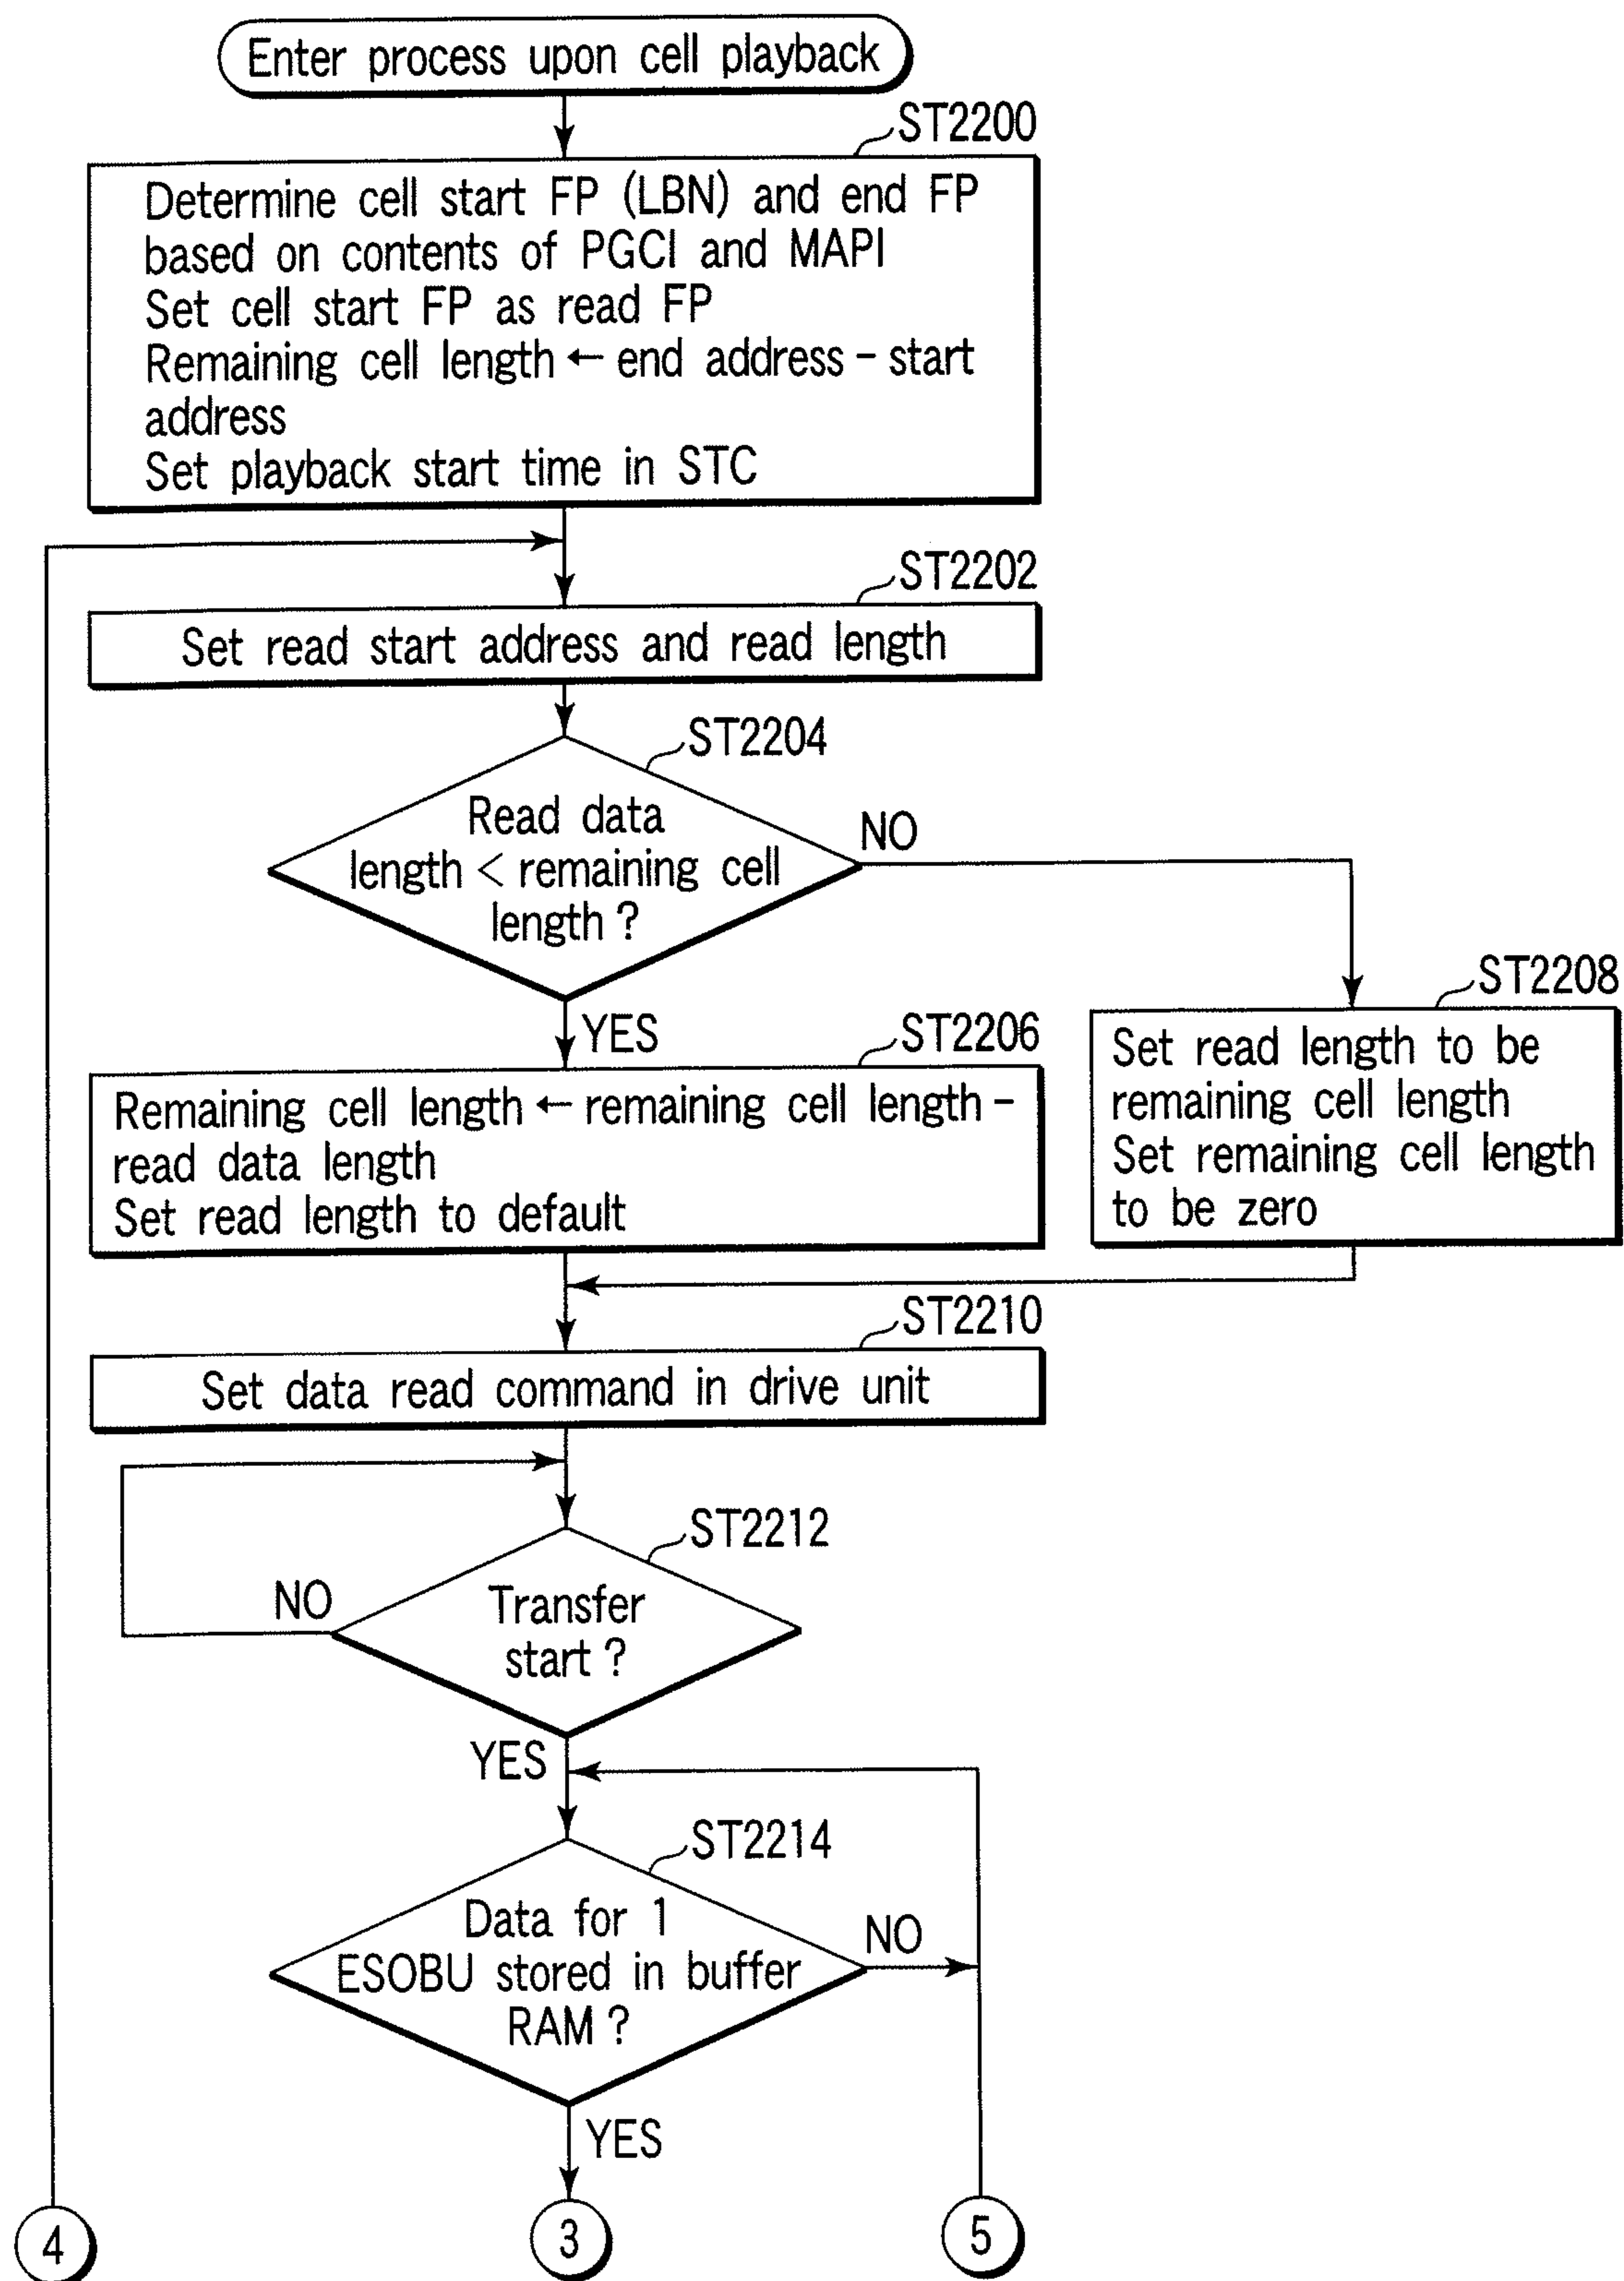 Enter process upon cell playback
ST2200
Determine cell start FP (LBN) and end FP
based on contents of PGCI and MAPI
Set cell start FP as read FP
Remaining cell length ← end address - start
address
Set playback start time in STC
ST2202
Set read start address and read length
ST2204
Read data
length < remaining cell
length ?
NO
YES
ST2206
Remaining cell length ← remaining cell length -
read data length
Set read length to default
ST2208
Set read length to be
remaining cell length
Set remaining cell length
to be zero
ST2210
Set data read command in drive unit
ST2212
Transfer
start ?
NO
YES
ST2214
Data for 1
ESOBU stored in buffer
RAM ?
NO
YES
4
3
5